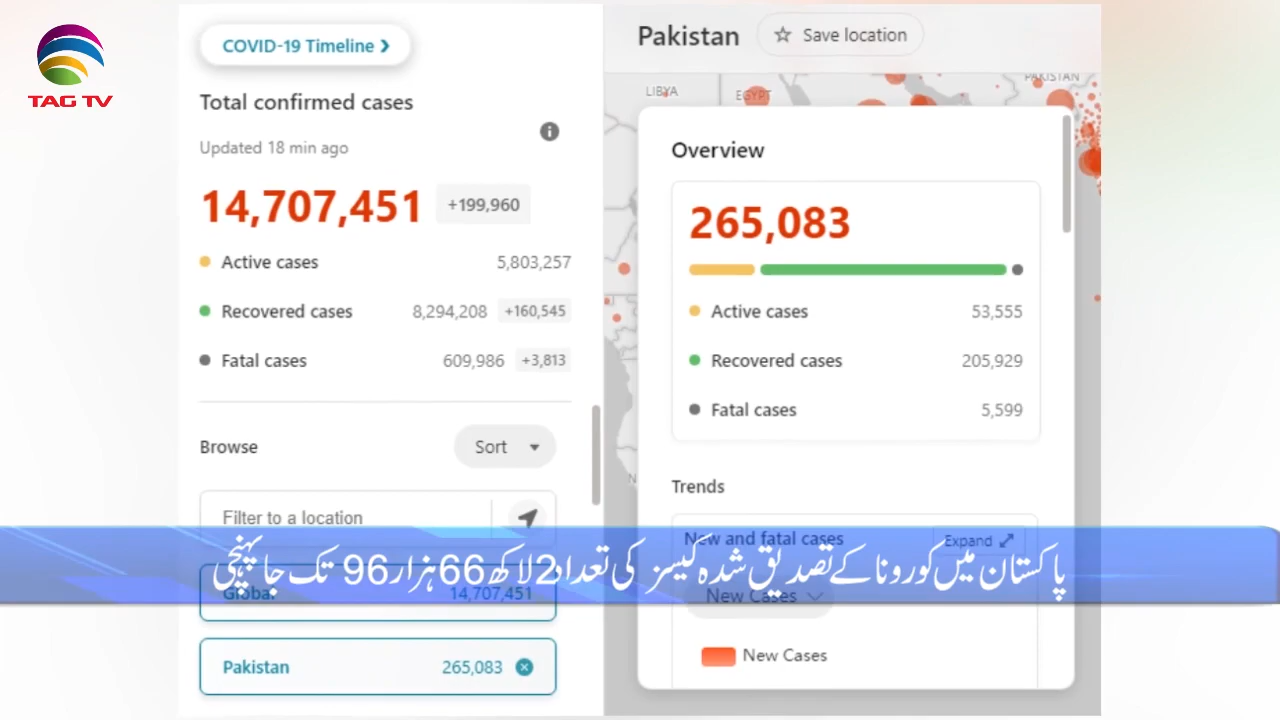 TAG TV
COVID-19 Timeline ❯
Total confirmed cases
Updated 18 min ago
14,707,451 +199,960
Active cases 5,803,257
Recovered cases 8,294,208 +160,545
Fatal cases 609,986 +3,813
Browse Sort
Filter to a location
Global 14,707,451
Pakistan 265,083
Pakistan Save location
LIBYA EGYPT PAKISTAN
Overview
265,083
Active cases 53,555
Recovered cases 205,929
Fatal cases 5,599
Trends
New and fatal cases Expand
New Cases
New Cases
پاکستان میں کورونا کے تصدیق شدہ کیسز کی تعداد 2 لاکھ 66 ہزار 96 تک جا پہنچی